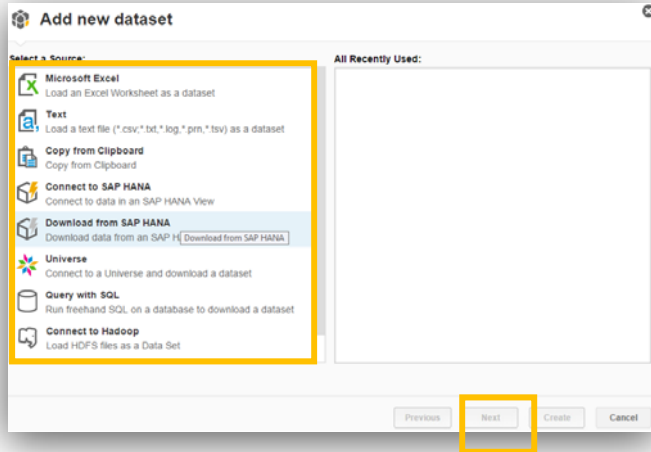 Add new dataset
Select a Source:
All Recently Used:
Microsoft Excel
Load an Excel Worksheet as a dataset
Text
Load a text file (*.csv;*.txt,*.log,*.prn,*.tsv) as a dataset
Copy from Clipboard
Copy from Clipboard
Connect to SAP HANA
Connect to data in an SAP HANA View
Download from SAP HANA
Download data from an SAP H
Download from SAP HANA
Universe
Connect to a Universe and download a dataset
Query with SQL
Run freehand SQL on a database to download a dataset
Connect to Hadoop
Load HDFS files as a Data Set
Previous
Next
Create
Cancel